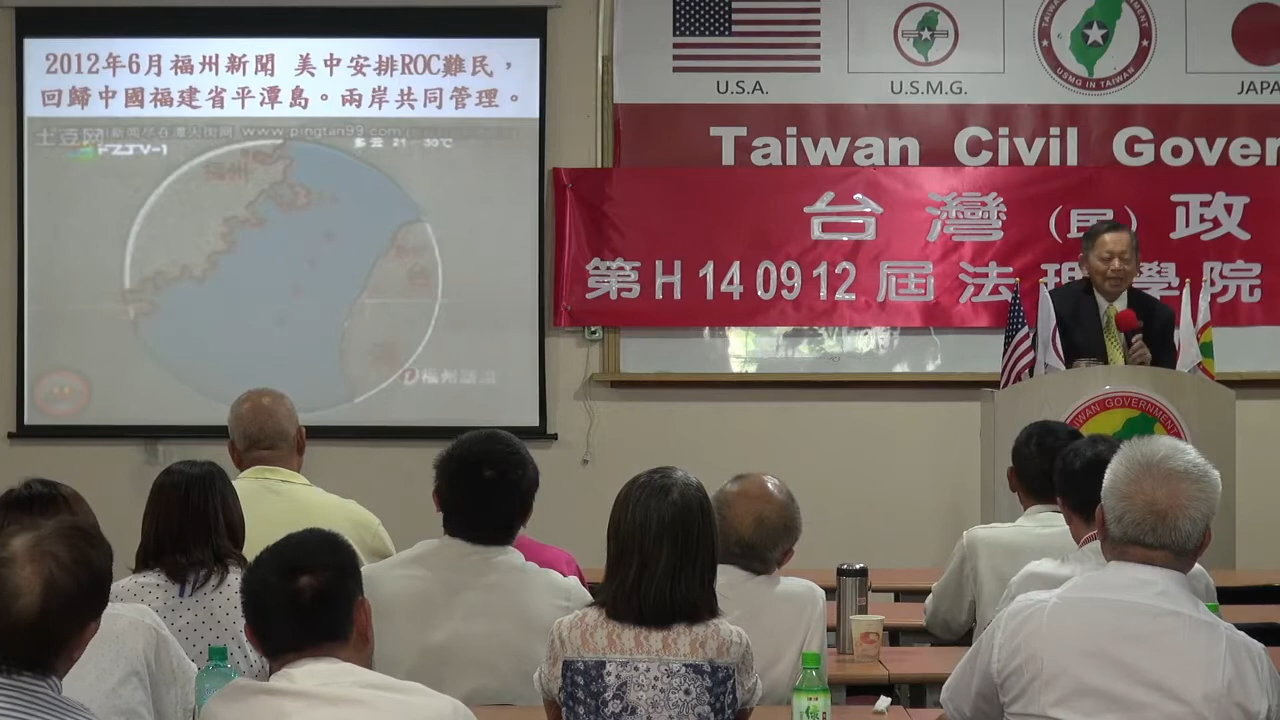 2012年6月福州新聞 美中安排ROC難民，
回歸中國福建省平潭島。兩岸共同管理。
土豆网
www.pingtan99.com
FZTV-1
多云 21～30℃
福州
U.S.A.
U.S.M.G.
USMG IN TAIWAN
JAPA
Taiwan Civil Gover
台灣（民）政
第H140912屆法理學院
TAIWAN GOVERNMENT